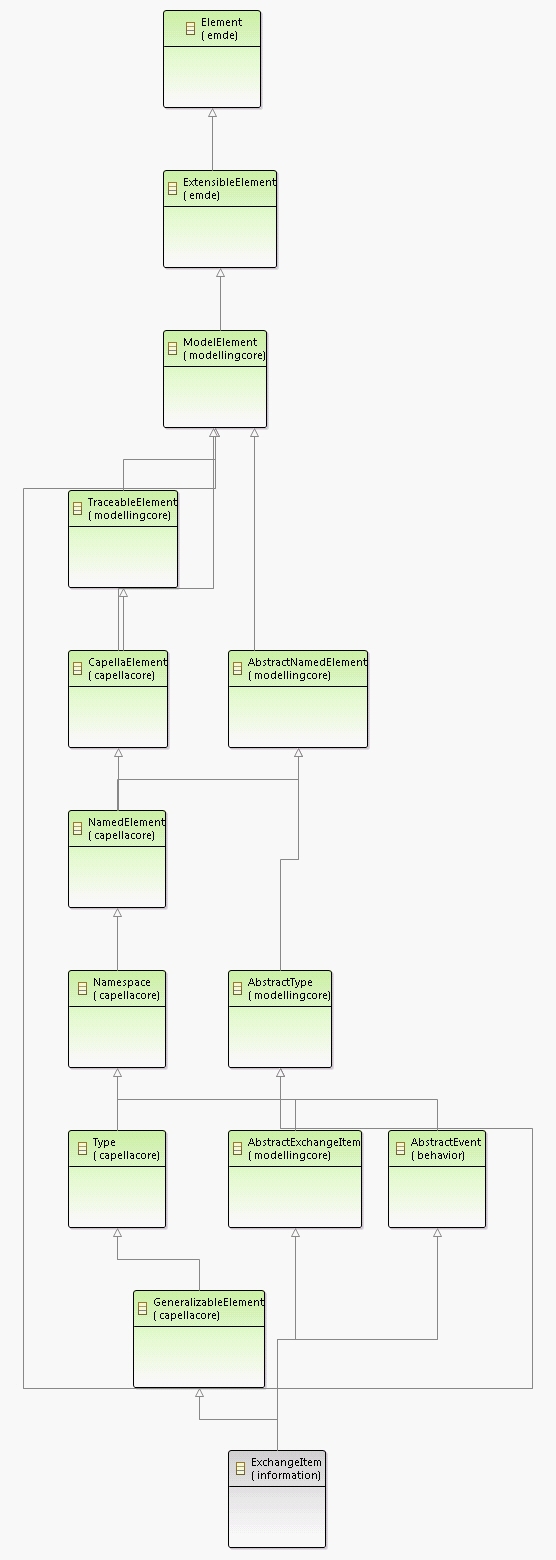 Element
( emde)
ExtensibleElement
( emde)
ModelElement
( modellingcore)
TraceableElement
( modellingcore)
CapellaElement
( capellacore)
AbstractNamedElement
( modellingcore)
NamedElement
( capellacore)
Namespace
( capellacore)
AbstractType
( modellingcore)
Type
( capellacore)
AbstractExchangeItem
( modellingcore)
AbstractEvent
( behavior)
GeneralizableElement
( capellacore)
ExchangeItem
( information)